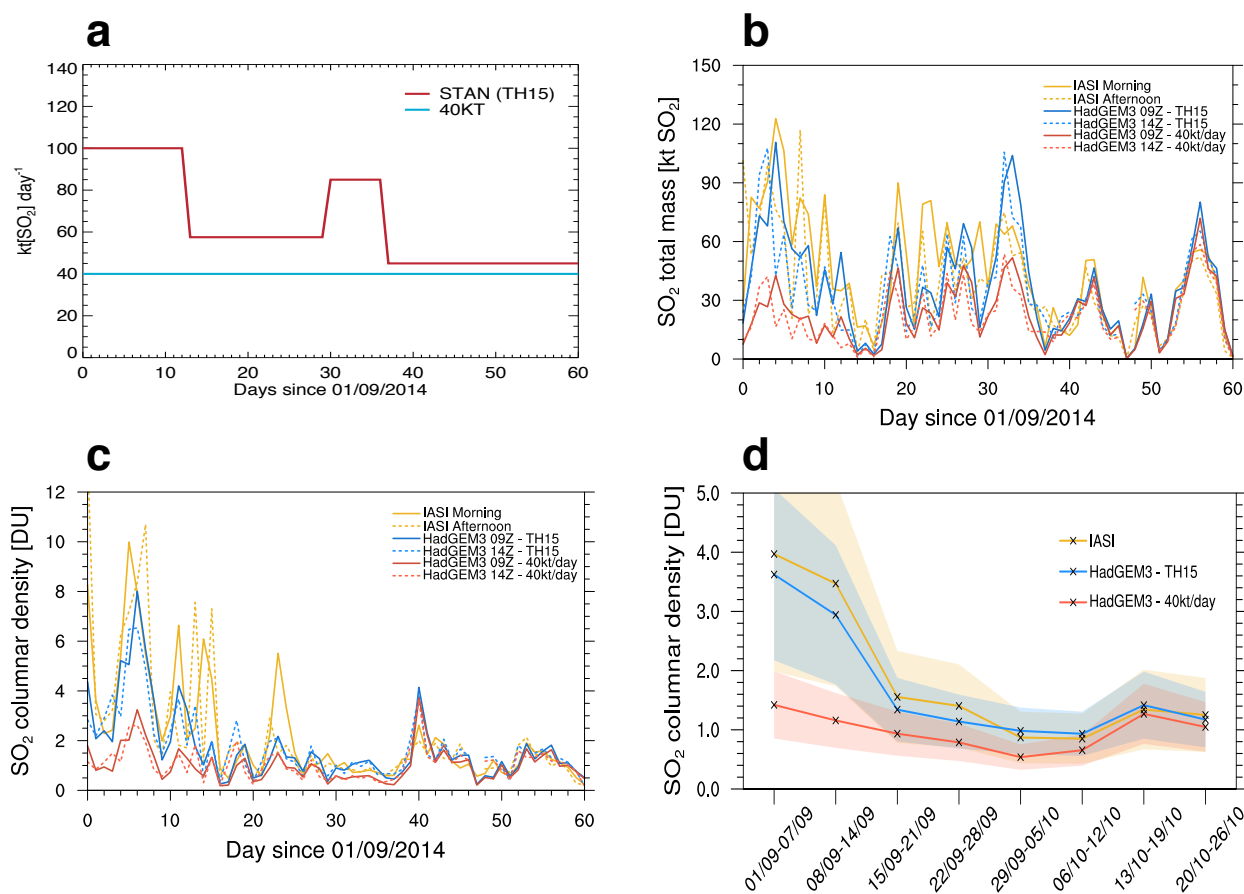 a
140
120
100
80
60
40
20
0
kt[SO₂] day⁻¹
STAN (TH15)
40KT
0 10 20 30 40 50 60
Days since 01/09/2014
b
150
120
90
60
30
0
SO₂ total mass [kt SO₂]
IASI Morning
IASI Afternoon
HadGEM3 09Z - TH15
HadGEM3 14Z - TH15
HadGEM3 09Z - 40kt/day
HadGEM3 14Z - 40kt/day
0 10 20 30 40 50 60
Day since 01/09/2014
c
12
10
8
6
4
2
0
SO₂ columnar density [DU]
IASI Morning
IASI Afternoon
HadGEM3 09Z - TH15
HadGEM3 14Z - TH15
HadGEM3 09Z - 40kt/day
HadGEM3 14Z - 40kt/day
0 10 20 30 40 50 60
Day since 01/09/2014
d
5.0
4.0
3.0
2.0
1.0
0.0
SO₂ columnar density [DU]
IASI
HadGEM3 - TH15
HadGEM3 - 40kt/day
01/09-07/09
08/09-14/09
15/09-21/09
22/09-28/09
29/09-05/10
06/10-12/10
13/10-19/10
20/10-26/10